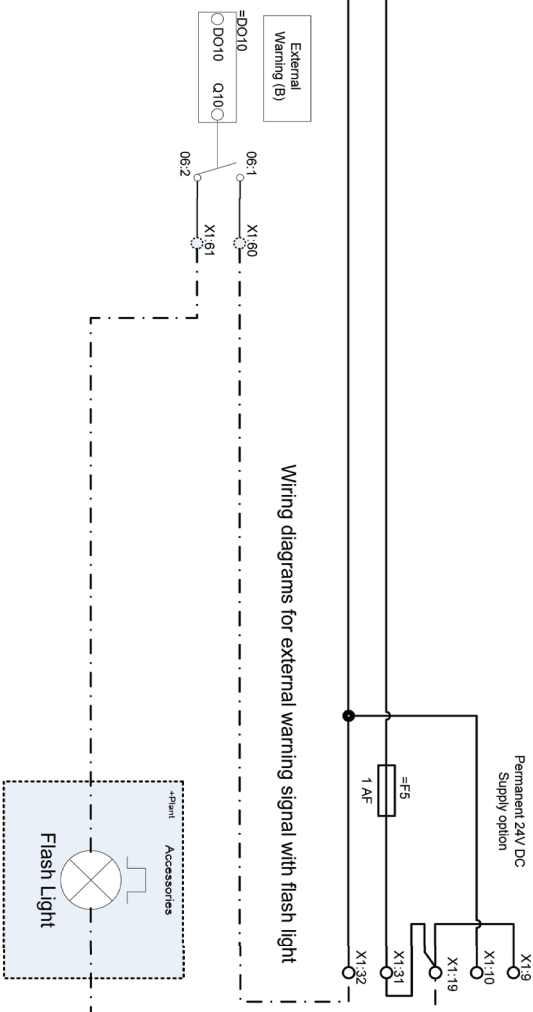 =DO10
DO10
Q10
External
Warning (B)
06:1
06:2
X1:60
X1:61
Wiring diagrams for external warning signal with flash light
Permanent 24V DC
Supply option
=F5
1 AF
+Plant
Accessories
Flash Light
X1:9
X1:10
X1:19
X1:31
X1:32